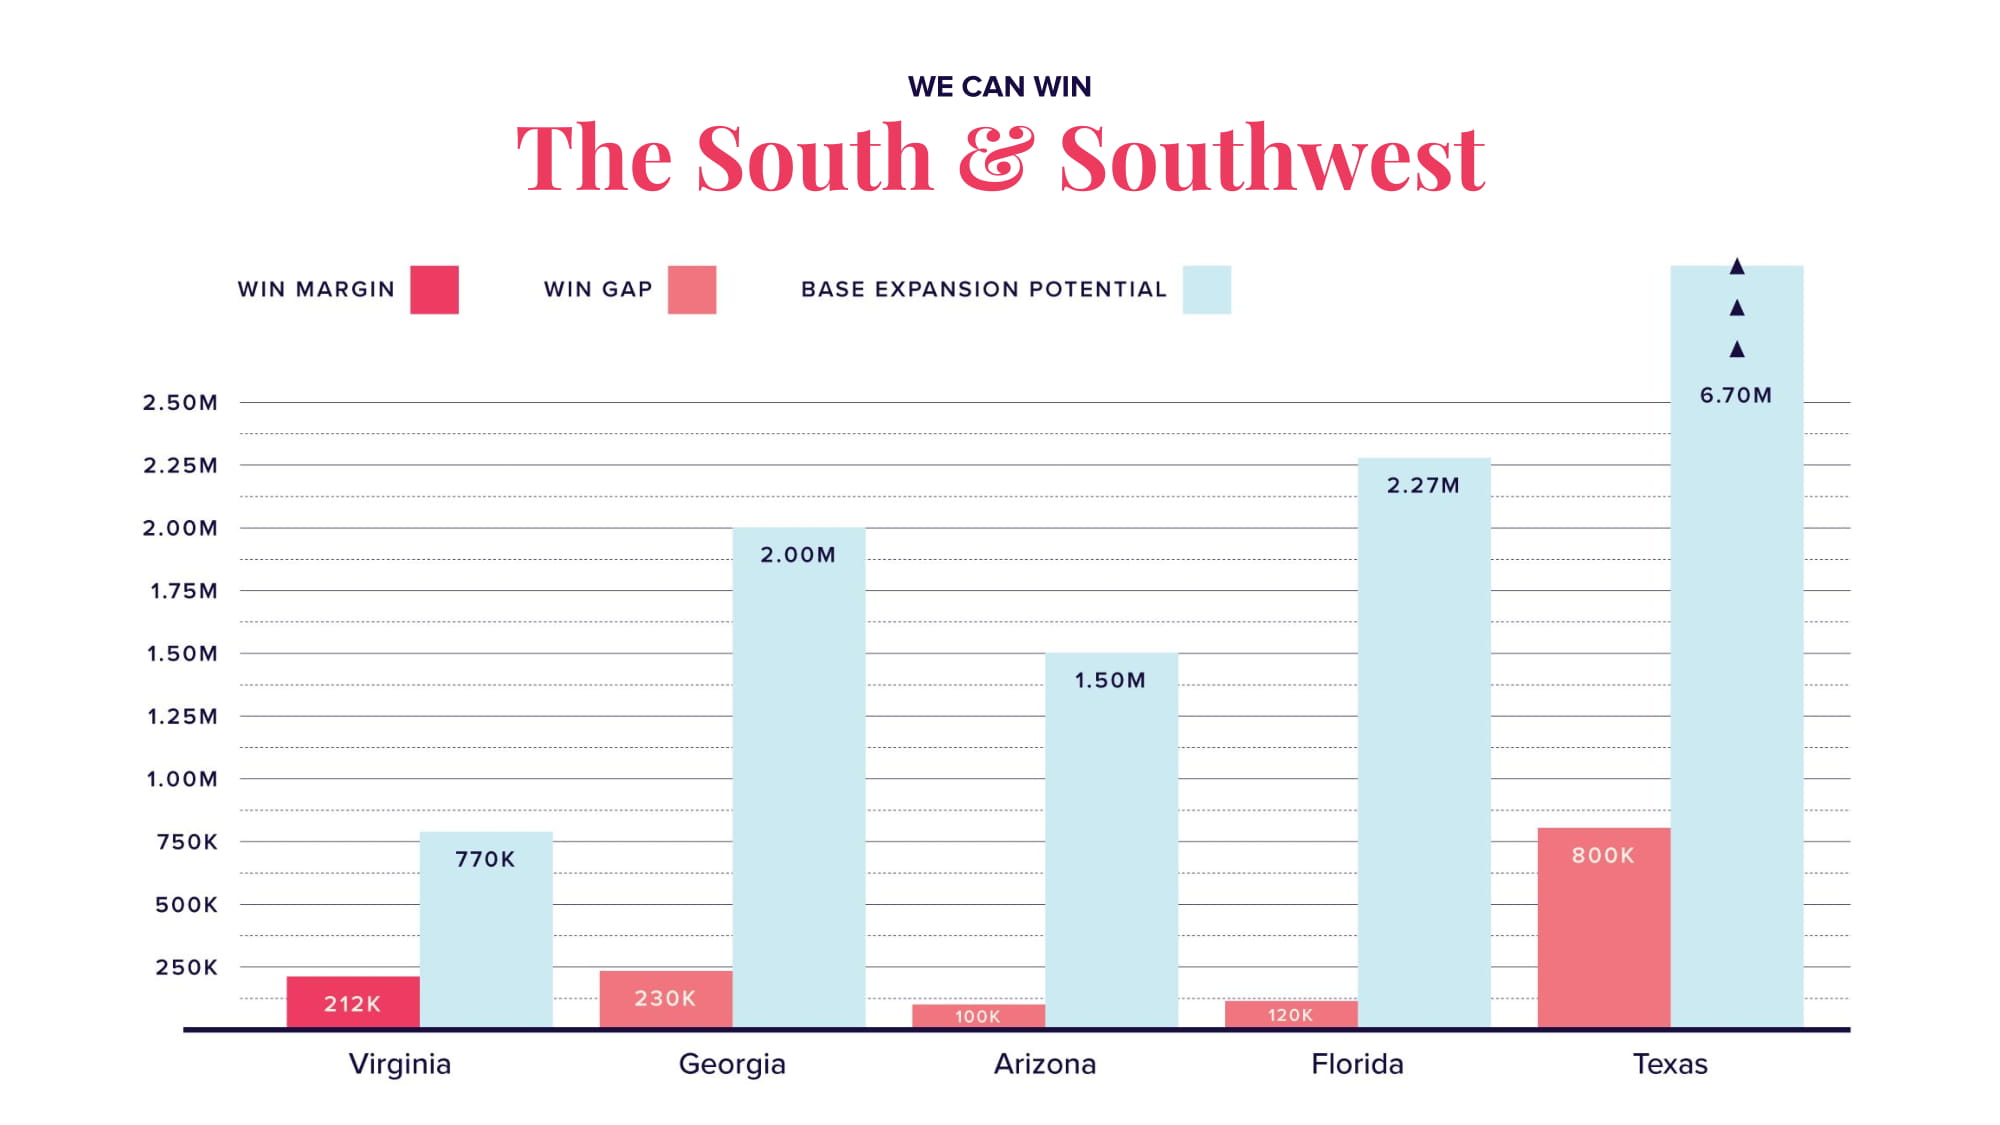 WE CAN WIN
The South & Southwest
WIN MARGIN
WIN GAP
BASE EXPANSION POTENTIAL
2.50M
2.25M
2.00M
1.75M
1.50M
1.25M
1.00M
750K
500K
250K
212K
770K
230K
2.00M
100K
1.50M
120K
2.27M
800K
6.70M
Virginia
Georgia
Arizona
Florida
Texas